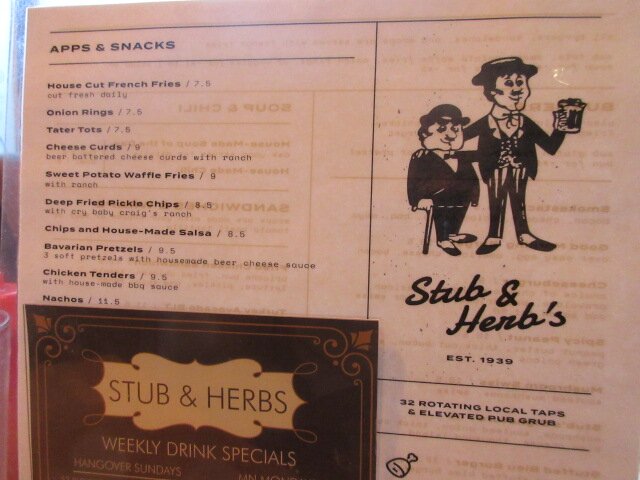 APPS & SNACKS
House Cut French Fries / 7.5
cut fresh daily
Onion Rings / 7.5
Tater Tots / 7.5
Cheese Curds / 9
beer battered cheese curds with ranch
Sweet Potato Waffle Fries / 9
with ranch
Deep Fried Pickle Chips / 8.5
with cry baby craig's ranch
Chips and House-Made Salsa / 8.5
Bavarian Pretzels / 9.5
3 soft pretzels with housemade beer cheese sauce
Chicken Tenders / 9.5
with house-made bbq sauce
Nachos / 11.5
Stub &
Herb's
EST. 1939
32 ROTATING LOCAL TAPS
& ELEVATED PUB GRUB
STUB & HERBS
WEEKLY DRINK SPECIALS
HANGOVER SUNDAYS